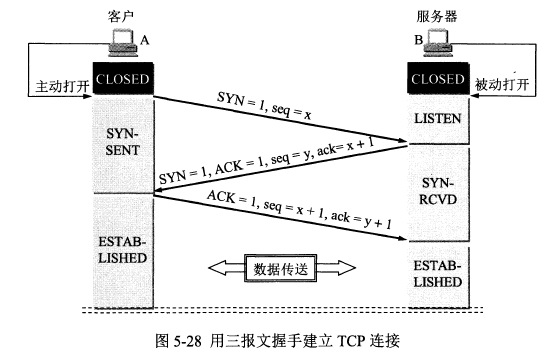 客户
服务器
A
B
主动打开
CLOSED
CLOSED
被动打开
SYN = 1, seq = x
LISTEN
SYN-
SENT
SYN = 1, ACK = 1, seq = y, ack= x + 1
SYN-
RCVD
ACK = 1, seq = x + 1, ack = y + 1
ESTAB-
LISHED
数据传送
ESTAB-
LISHED
图 5-28 用三报文握手建立 TCP 连接